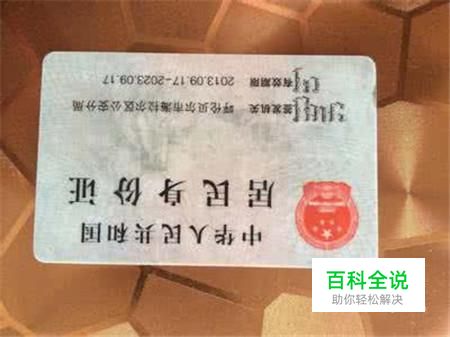 中华人民共和国
居民身份证
签发机关 呼伦贝尔市海拉尔区公安分局
有效期限 2013.09.17-2023.09.17
百科全说
助你轻松解决